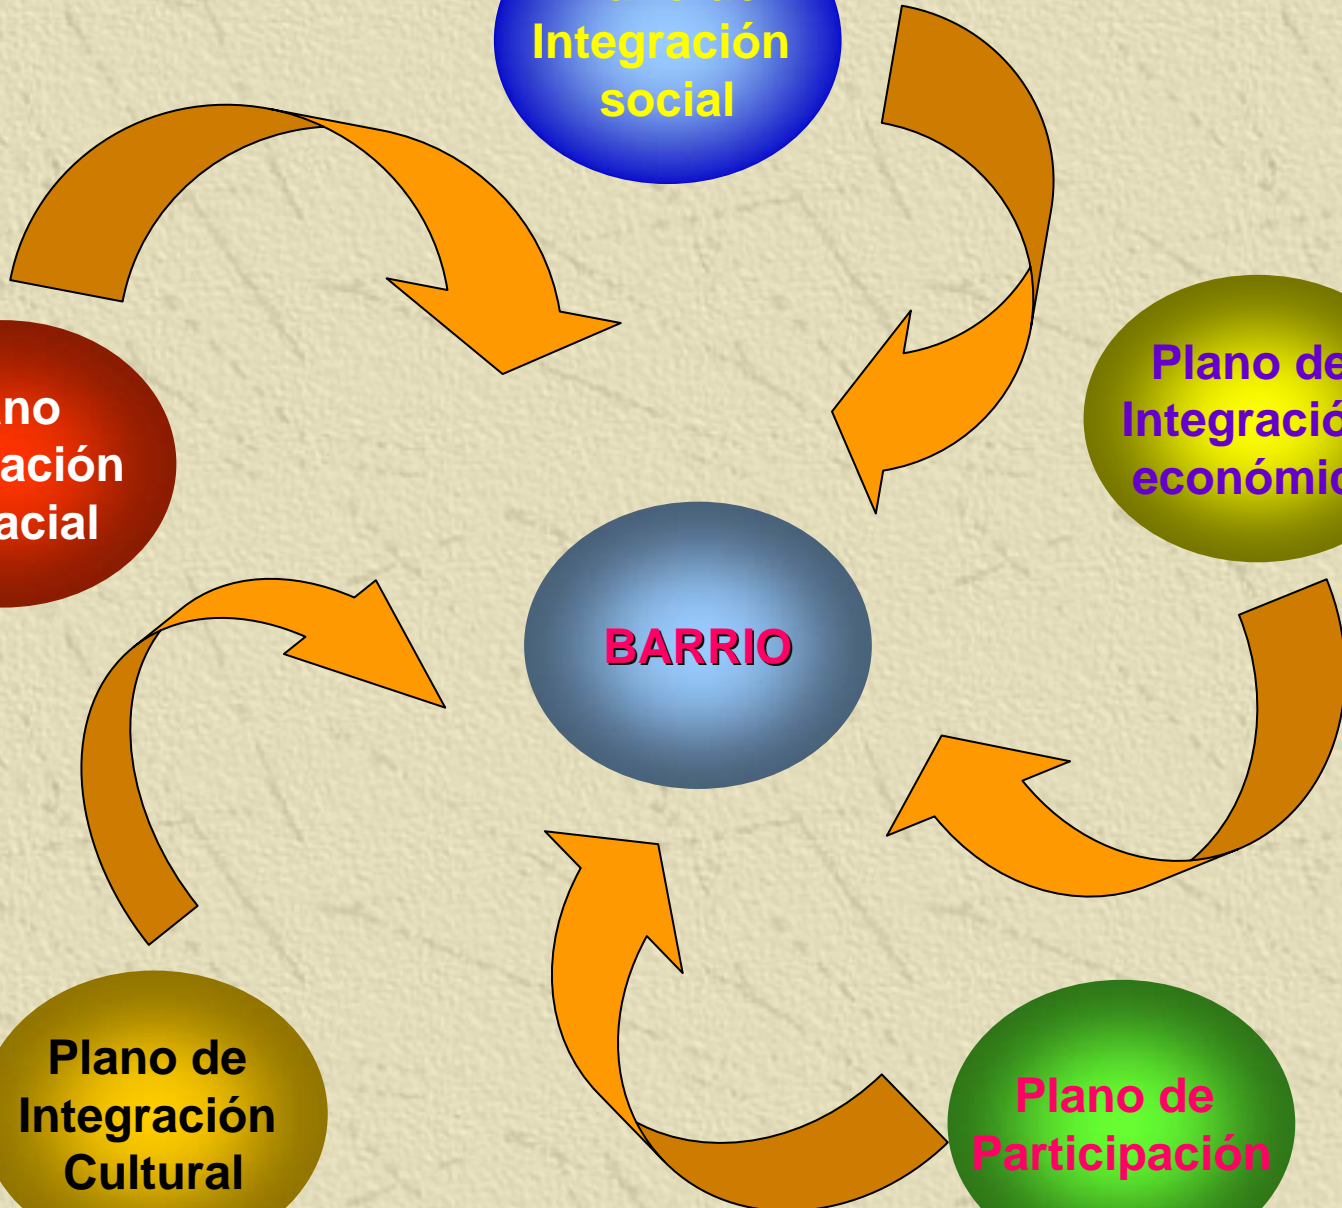 Integración
social
Plano de
Integració
económic
no
ación
acial
BARRIO
Plano de
Integración
Cultural
Plano de
Participación